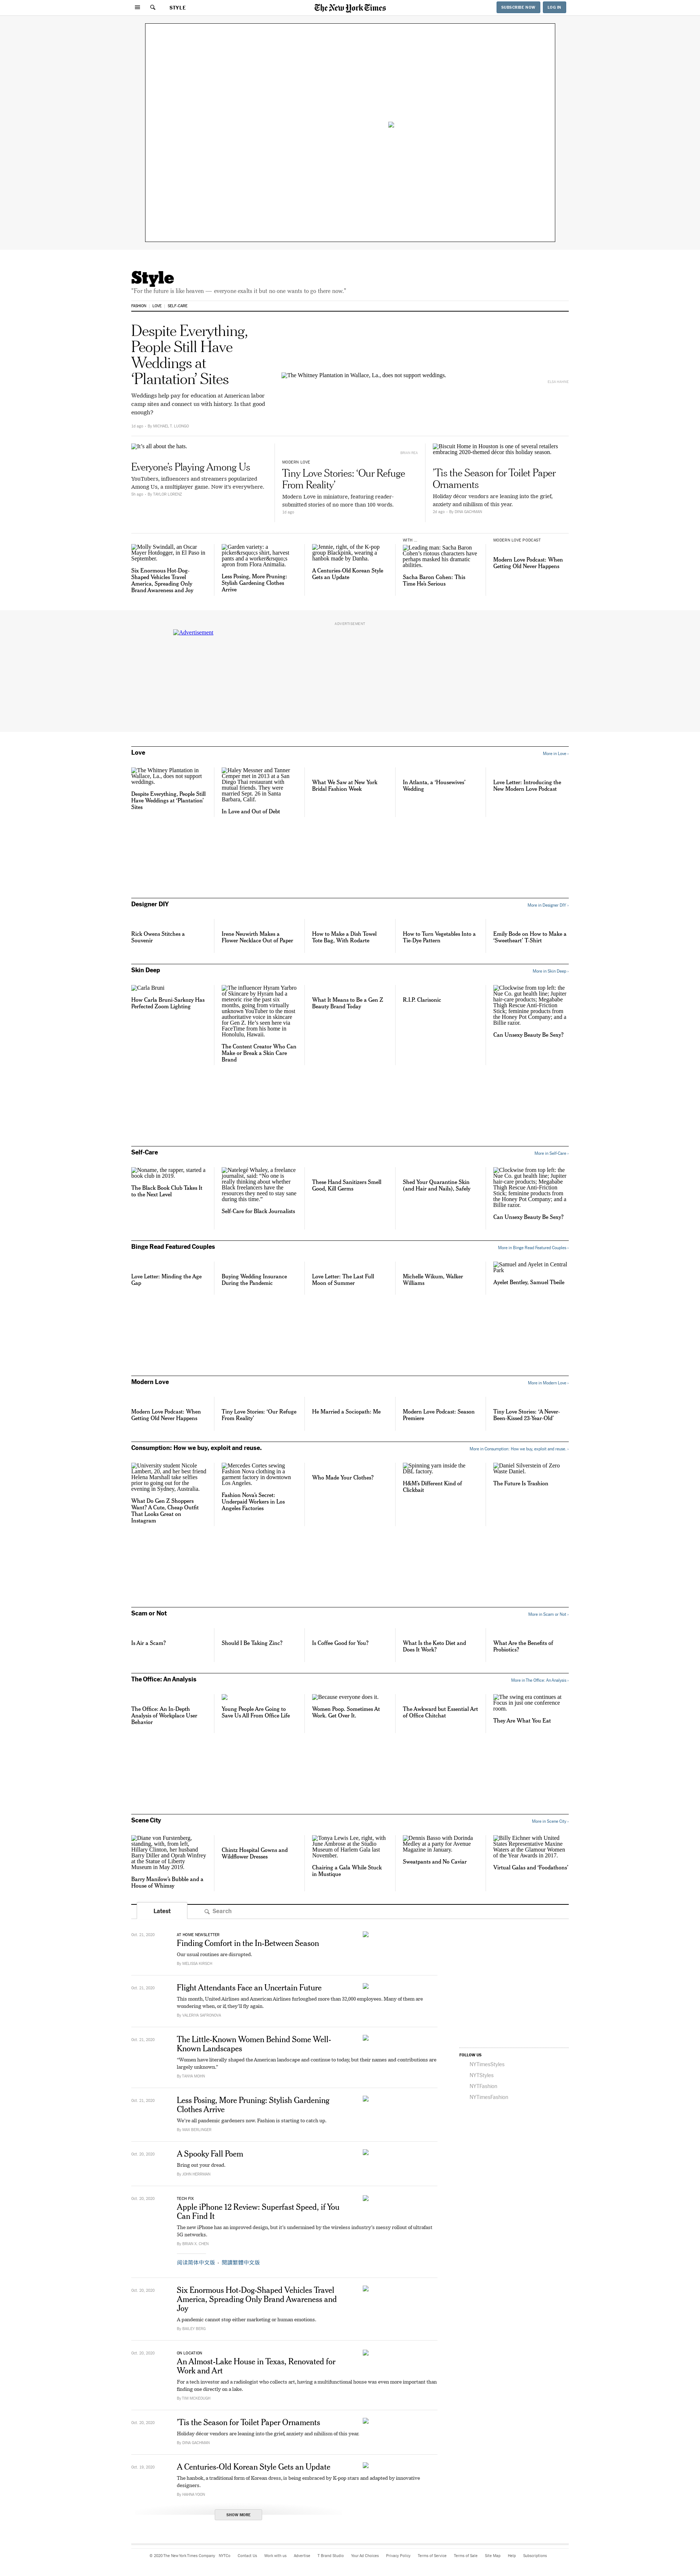 STYLE
The New York Times
SUBSCRIBE NOW
LOG IN
Style
"For the future is like heaven — everyone exalts it but no one wants to go there now."
FASHION
LOVE
SELF-CARE
Despite Everything,
People Still Have
Weddings at
‘Plantation’ Sites
Weddings help pay for education at America’s large
camp sites and connect us with history. Is that good
enough?
By MICHAEL T. LUONGO
The Whitney Plantation in Wallace, La., does not support weddings.
It’s all about the hats.
Everyone’s Playing Among Us
YouTubers, influencers and streamers popularized
Among Us, a multiplayer game. Now it’s everywhere.
By TAYLOR LORENZ
MODERN LOVE
Tiny Love Stories: ‘Our Refuge
From Reality’
Modern Love in miniature, featuring reader-
submitted stories of no more than 100 words.
Biscuit Home in Houston is one of several retailers
embracing 2020-themed décor this holiday season.
’Tis the Season for Toilet Paper
Ornaments
Holiday décor vendors are leaning into the grief,
anxiety and nihilism of this year.
By DINA GACHMAN
Molly Swindall, an Oscar
Mayer Hotdogger, in El Paso in
September.
Six Enormous Hot-Dog-
Shaped Vehicles Travel
America, Spreading Only
Brand Awareness and Joy
Garden variety: a
picker&rsquo;s shirt, harvest
pants and a worker&rsquo;s
apron from Flora Animalia.
Less Posing, More Pruning:
Stylish Gardening Clothes
Arrive
Jennie, right, of the K-pop
group Blackpink, wearing a
hanbok made by Danha.
A Centuries-Old Korean Style
Gets an Update
WITH ...
Leading man: Sacha Baron
Cohen’s riotous characters have
perhaps masked his dramatic
abilities.
Sacha Baron Cohen: This
Time He’s Serious
MODERN LOVE PODCAST
Modern Love Podcast: When
Getting Old Never Happens
ADVERTISEMENT
Advertisement
Love
More in Love ›
The Whitney Plantation in
Wallace, La., does not support
weddings.
Despite Everything, People Still
Have Weddings at ‘Plantation’
Sites
Haley Messner and Tanner
Cemper met in 2013 at a San
Diego Thai restaurant with
mutual friends. They were
married Sept. 26 in Santa
Barbara, Calif.
In Love and Out of Debt
What We Saw at New York
Bridal Fashion Week
In Atlanta, a ‘Housewives’
Wedding
Love Letter: Introducing the
New Modern Love Podcast
Designer DIY
More in Designer DIY ›
Rick Owens Stitches a
Souvenir
Irene Neuwirth Makes a
Flower Necklace Out of Paper
How to Make a Dish Towel
Tote Bag, With Rodarte
How to Turn Vegetables Into a
Tie-Dye Pattern
Emily Bode on How to Make a
‘Sweetheart’ T-Shirt
Skin Deep
More in Skin Deep ›
Carla Bruni
How Carla Bruni-Sarkozy Has
Perfected Zoom Lighting
The influencer Hyram Yarbro
of Skincare by Hyram had a
meteoric rise the past six
months, going from virtually
unknown YouTuber to the most
authoritative voice in skincare
for Gen Z. He’s seen here via
FaceTime from his home in
Honolulu, Hawaii.
The Content Creator Who Can
Make or Break a Skin Care
Brand
What It Means to Be a Gen Z
Beauty Brand Today
R.I.P. Clarisonic
Clockwise from top left: the
Nue Co. gut health line; Jupiter
hair-care products; Megababe
Thigh Rescue Anti-Friction
Stick; feminine products from
the Honey Pot Company; and a
Billie razor.
Can Unsexy Beauty Be Sexy?
Self-Care
More in Self-Care ›
Noname, the rapper, started a
book club in 2019.
The Black Book Club Takes It
to the Next Level
Natelegé Whaley, a freelance
journalist, said: “No one is
really thinking about whether
Black freelancers have the
resources they need to stay sane
during this time.”
Self-Care for Black Journalists
These Hand Sanitizers Smell
Good, Kill Germs
Shed Your Quarantine Skin
(and Hair and Nails), Safely
Clockwise from top left: the
Nue Co. gut health line; Jupiter
hair-care products; Megababe
Thigh Rescue Anti-Friction
Stick; feminine products from
the Honey Pot Company; and a
Billie razor.
Can Unsexy Beauty Be Sexy?
Binge Read Featured Couples
More in Binge Read Featured Couples ›
Love Letter: Minding the Age
Gap
Buying Wedding Insurance
During the Pandemic
Love Letter: The Last Full
Moon of Summer
Michelle Wikum, Walker
Williams
Samuel and Ayelet in Central
Park
Ayelet Bentley, Samuel Theile
Modern Love
More in Modern Love ›
Modern Love Podcast: When
Getting Old Never Happens
Tiny Love Stories: ‘Our Refuge
From Reality’
He Married a Sociopath: Me
Modern Love Podcast: Season
Premiere
Tiny Love Stories: ‘A Never-
Been-Kissed 23-Year-Old’
Consumption: How we buy, exploit and reuse.
More in Consumption: How we buy, exploit and reuse. ›
University student Nicole
Lambert, 20, and her best friend
Helena Marshall take selfies
prior to going out for the
evening in Sydney, Australia.
What Do Gen Z Shoppers
Want? A Cute, Cheap Outfit
That Looks Great on
Instagram
Mercedes Cortes sewing
Fashion Nova clothing in a
garment factory in downtown
Los Angeles.
Fashion Nova’s Secret:
Underpaid Workers in Los
Angeles Factories
Who Made Your Clothes?
Spinning yarn inside the
DBL factory.
H&M’s Different Kind of
Clickbait
Daniel Silverstein of Zero
Waste Daniel.
The Future Is Trashion
Scam or Not
More in Scam or Not ›
Is Air a Scam?
Should I Be Taking Zinc?
Is Coffee Good for You?
What Is the Keto Diet and
Does It Work?
What Are the Benefits of
Probiotics?
The Office: An Analysis
More in The Office: An Analysis ›
The Office: An In-Depth
Analysis of Workplace User
Behavior
Young People Are Going to
Save Us All From Office Life
Because everyone does it.
Women Poop. Sometimes At
Work. Get Over It.
The Awkward but Essential Art
of Office Chitchat
The swing era continues at
Focus in just one conference
room.
They Are What You Eat
Scene City
More in Scene City ›
Diane von Furstenberg,
standing, with, from left,
Hillary Clinton, her husband
Barry Diller and Oprah Winfrey
at the Statue of Liberty
Museum in May 2019.
Barry Manilow’s Bubble and a
House of Whimsy
Chintz Hospital Gowns and
Wildflower Dresses
Tonya Lewis Lee, right, with
June Ambrose at the Studio
Museum of Harlem Gala last
November.
Chairing a Gala While Stuck
in Mustique
Dennis Basso with Dorinda
Medley at a party for Avenue
Magazine in January.
Sweatpants and No Caviar
Billy Eichner with United
States Representative Maxine
Waters at the Glamour Women
of the Year Awards in 2017.
Virtual Galas and ‘Foodathons’
Latest
Search
Oct. 21, 2020
AT HOME NEWSLETTER
Finding Comfort in the In-Between Season
Our usual routines are disrupted.
By MELISSA KIRSCH
Oct. 21, 2020
Flight Attendants Face an Uncertain Future
This month, United Airlines and American Airlines furloughed more than 32,000 employees. Many of them are
wondering when, or if, they’ll fly again.
By VALERIYA SAFRONOVA
Oct. 21, 2020
The Little-Known Women Behind Some Well-
Known Landscapes
“Women have literally shaped the American landscape and continue to today, but their names and contributions are
largely unknown.”
By TANYA MOHN
Oct. 21, 2020
Less Posing, More Pruning: Stylish Gardening
Clothes Arrive
We’re all pandemic gardeners now. Fashion is starting to catch up.
By MAX BERLINGER
Oct. 20, 2020
A Spooky Fall Poem
Bring out your dread.
By JOHN HODGMAN
Oct. 20, 2020
TECH FIX
Apple iPhone 12 Review: Superfast Speed, if You
Can Find It
The new iPhone has an improved design, but it’s undermined by the wireless industry’s messy rollout of ultrafast
5G networks.
By BRIAN X. CHEN
阅读简体中文版 · 閱讀繁體中文版
Oct. 20, 2020
Six Enormous Hot-Dog-Shaped Vehicles Travel
America, Spreading Only Brand Awareness and
Joy
A pandemic cannot stop either marketing or human emotions.
By BAILEY BERG
Oct. 20, 2020
ON LOCATION
An Almost-Lake House in Texas, Renovated for
Work and Art
For a tech investor and a radiologist who collects art, having a multifunctional house was even more important than
finding one directly on a lake.
By TIM MCKEOUGH
Oct. 20, 2020
’Tis the Season for Toilet Paper Ornaments
Holiday décor vendors are leaning into the grief, anxiety and nihilism of this year.
By DINA GACHMAN
Oct. 19, 2020
A Centuries-Old Korean Style Gets an Update
The hanbok, a traditional form of Korean dress, is being embraced by K-pop stars and adapted by innovative
designers.
By HAHNA YOON
SHOW MORE
FOLLOW US
NYTimesStyles
NYTStyles
NYTFashion
NYTimesFashion
© 2020 The New York Times Company
NYTCo
Contact Us
Work with us
Advertise
T Brand Studio
Your Ad Choices
Privacy Policy
Terms of Service
Terms of Sale
Site Map
Help
Subscriptions